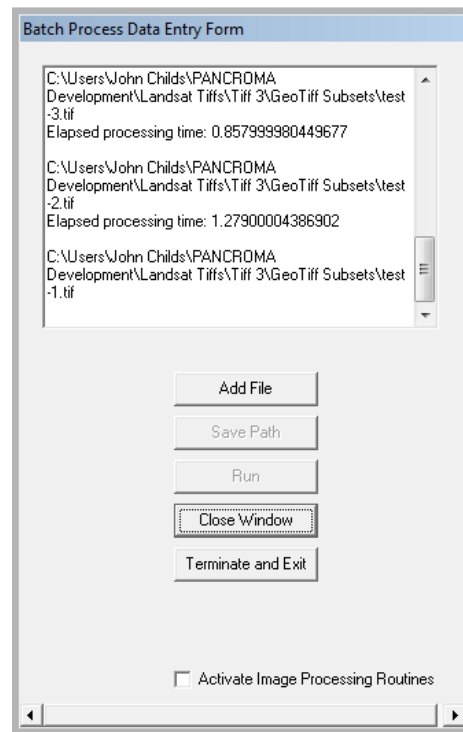 Batch Process Data Entry Form
C:\Users\John Childs\PANCROMA
Development\Landsat Tiffs\Tiff 3\GeoTiff Subsets\test
-3.tif
Elapsed processing time: 0.857999980449677
C:\Users\John Childs\PANCROMA
Development\Landsat Tiffs\Tiff 3\GeoTiff Subsets\test
-2.tif
Elapsed processing time: 1.27900004386902
C:\Users\John Childs\PANCROMA
Development\Landsat Tiffs\Tiff 3\GeoTiff Subsets\test
-1.tif
Add File
Save Path
Run
Close Window
Terminate and Exit
Activate Image Processing Routines